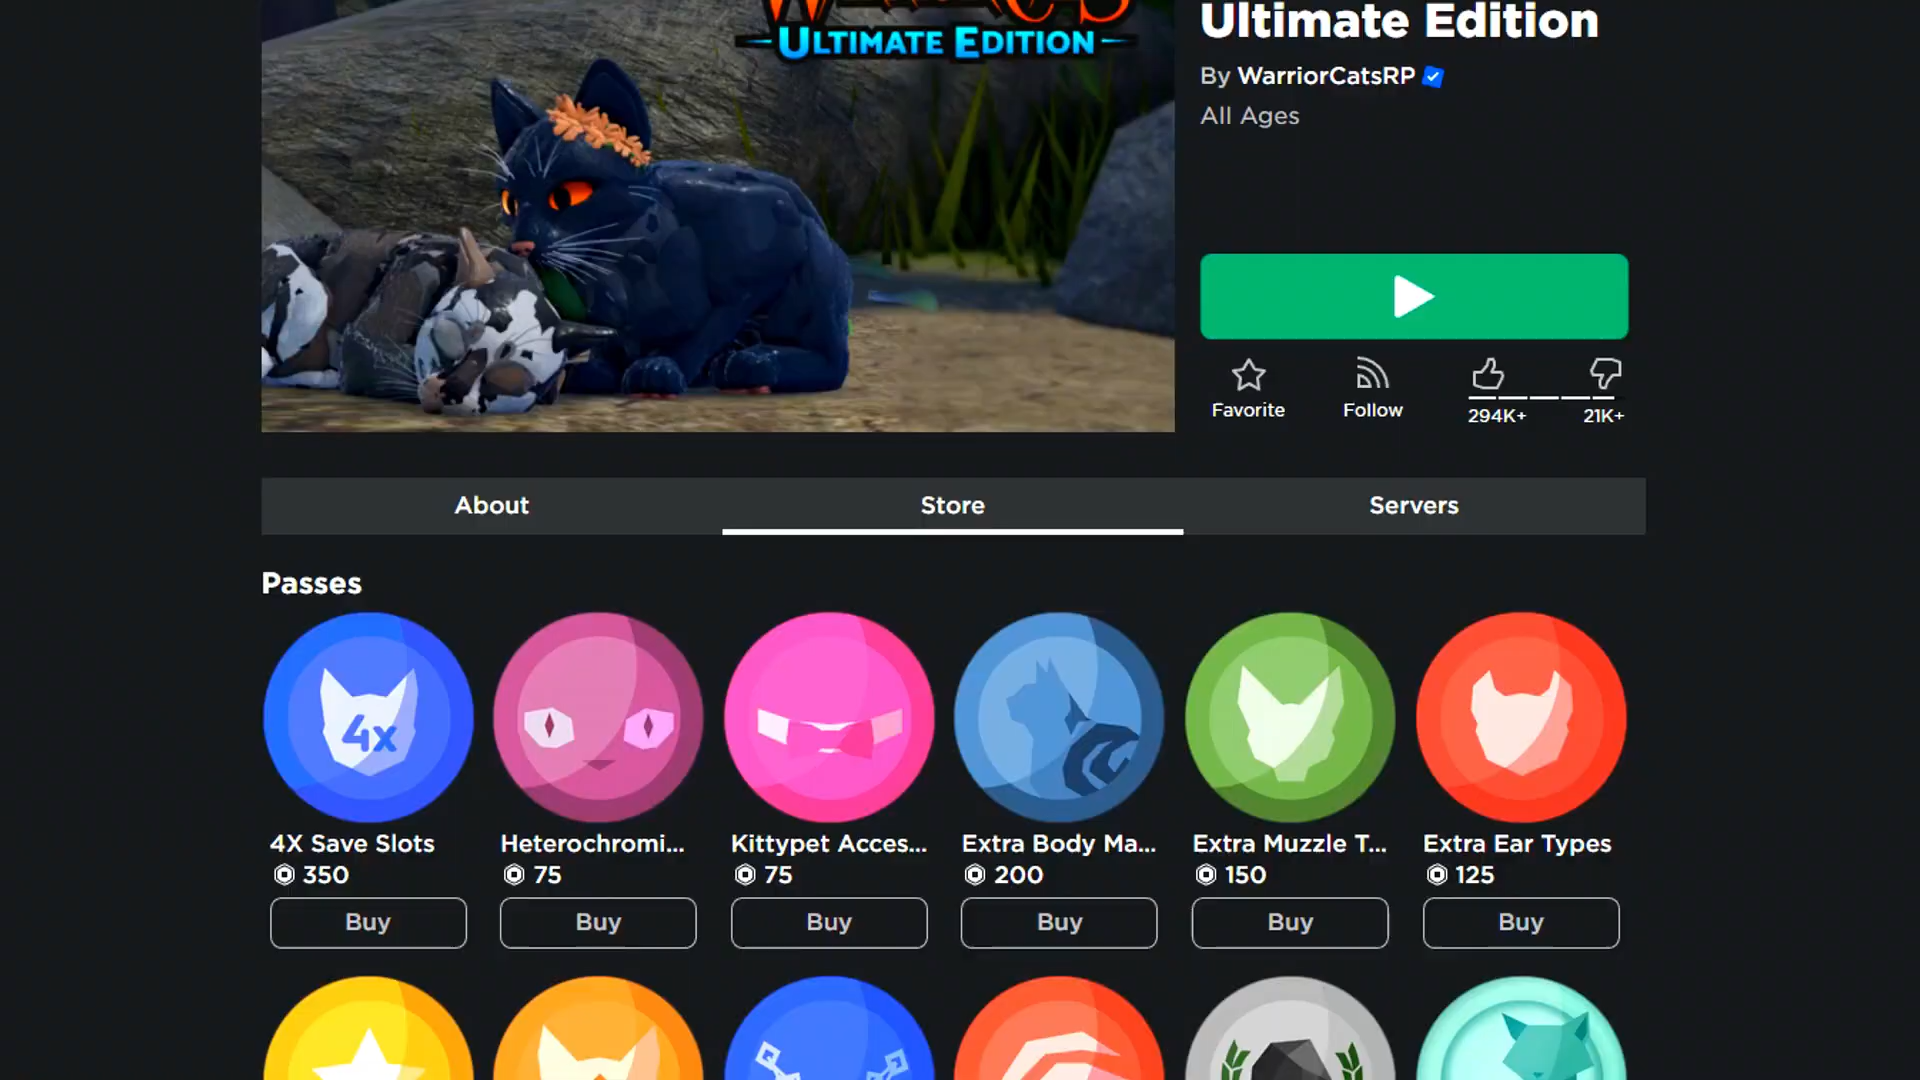 ULTIMATE EDITION
Ultimate Edition
By WarriorCatsRP
All Ages
Favorite
Follow
294K+
21K+
About
Store
Servers
Passes
4x
4X Save Slots
Heterochromi...
Kittypet Acces...
Extra Body Ma...
Extra Muzzle T...
Extra Ear Types
350
75
75
200
150
125
Buy
Buy
Buy
Buy
Buy
Buy